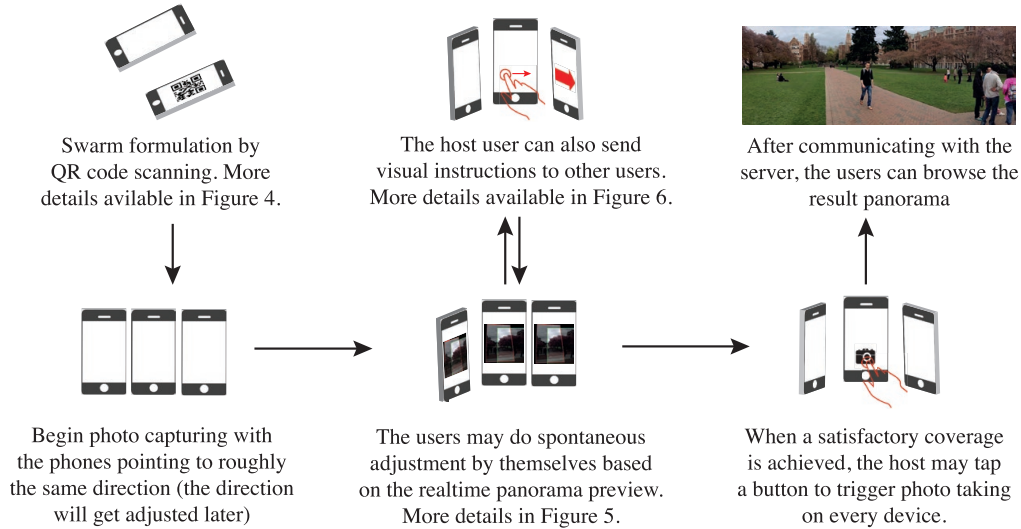 Swarm formulation by
QR code scanning. More
details avilable in Figure 4.
The host user can also send
visual instructions to other users.
More details available in Figure 6.
After communicating with the
server, the users can browse the
result panorama
Begin photo capturing with
the phones pointing to roughly
the same direction (the direction
will get adjusted later)
The users may do spontaneous
adjustment by themselves based
on the realtime panorama preview.
More details in Figure 5.
When a satisfactory coverage
is achieved, the host may tap
a button to trigger photo taking
on every device.